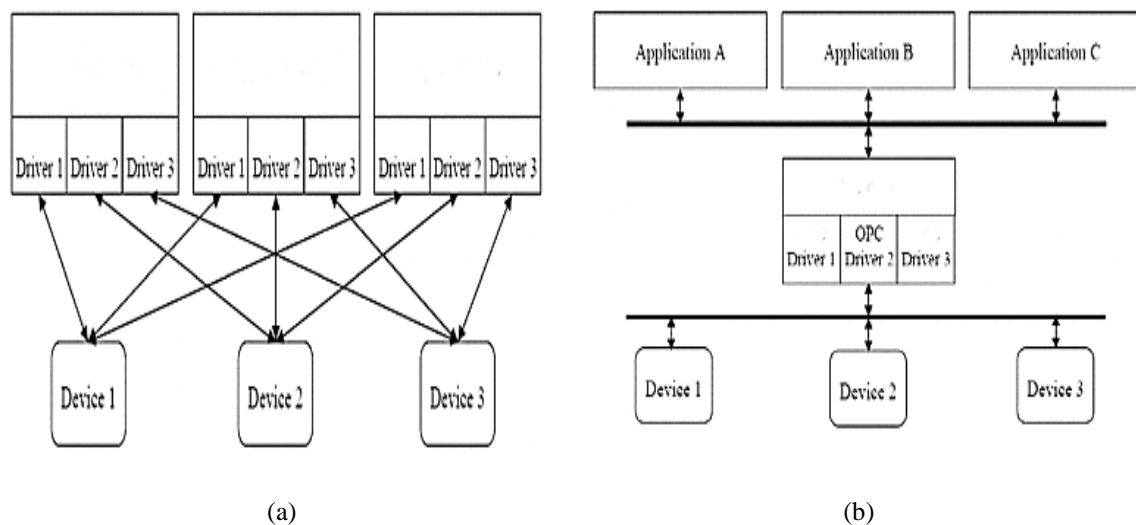 Driver 1 Driver 2 Driver 3 Driver 1 Driver 2 Driver 3 Driver 1 Driver 2 Driver 3
Device 1 Device 2 Device 3
(a)
Application A Application B Application C
OPC
Driver 1 Driver 2 Driver 3
Device 1 Device 2 Device 3
(b)